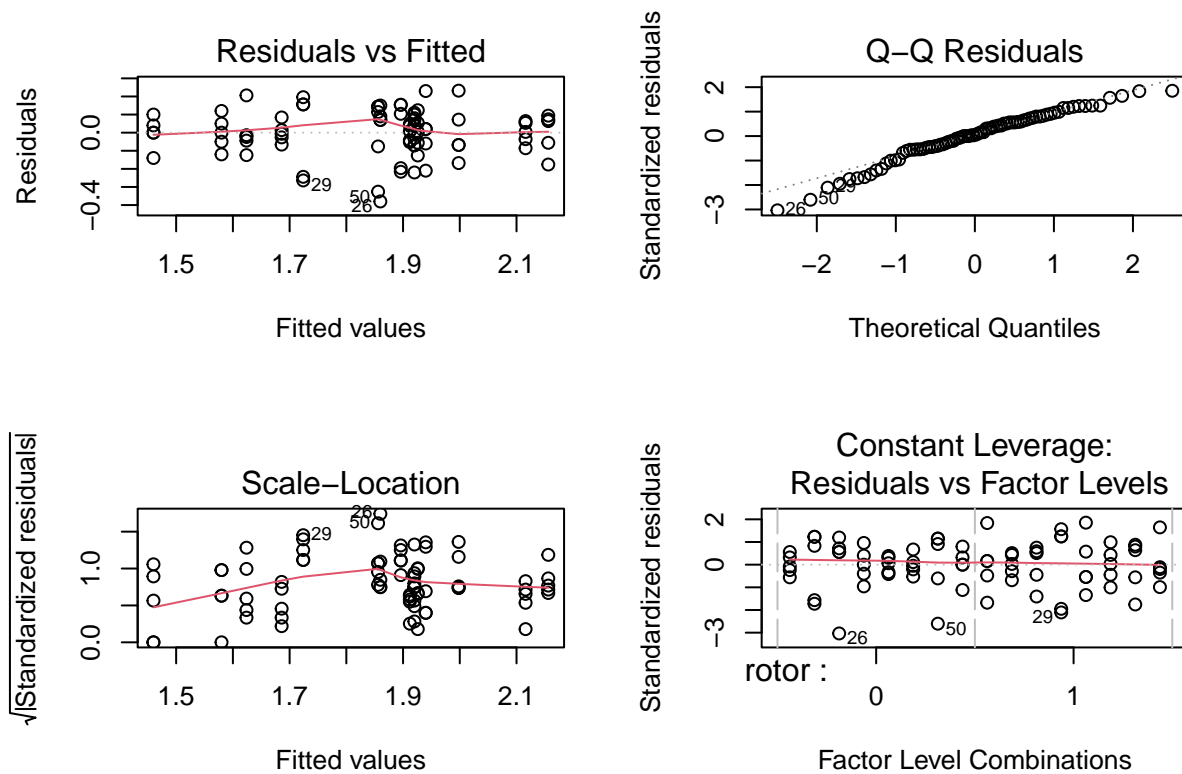 Residuals vs Fitted
Residuals
0.0
−0.4
29
50
26
1.5 1.7 1.9 2.1
Fitted values
Q−Q Residuals
Standardized residuals
2
0
−3
26
50
−2 −1 0 1 2
Theoretical Quantiles
Scale−Location
√|Standardized residuals|
1.0
0.0
26
50
29
1.5 1.7 1.9 2.1
Fitted values
Constant Leverage:
Residuals vs Factor Levels
Standardized residuals
2
0
−3
26
50
29
rotor :
0 1
Factor Level Combinations